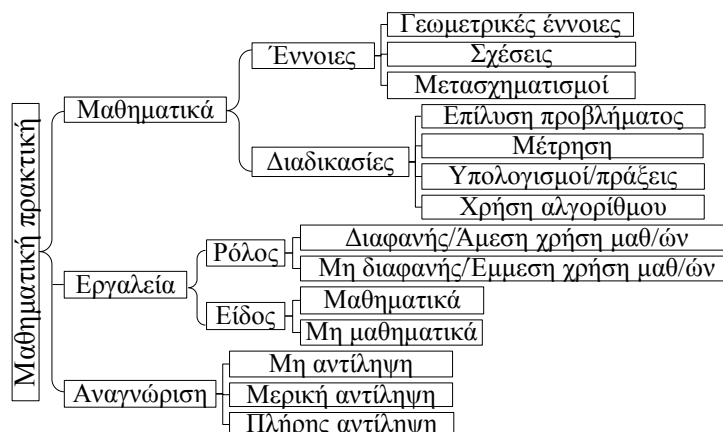 Μαθηματική πρακτική
Μαθηματικά
Έννοιες
Γεωμετρικές έννοιες
Σχέσεις
Μετασχηματισμοί
Διαδικασίες
Επίλυση προβλήματος
Μέτρηση
Υπολογισμοί/πράξεις
Χρήση αλγορίθμου
Εργαλεία
Ρόλος
Διαφανής/Άμεση χρήση μαθ/ών
Μη διαφανής/Έμμεση χρήση μαθ/ών
Είδος
Μαθηματικά
Μη μαθηματικά
Αναγνώριση
Μη αντίληψη
Μερική αντίληψη
Πλήρης αντίληψη